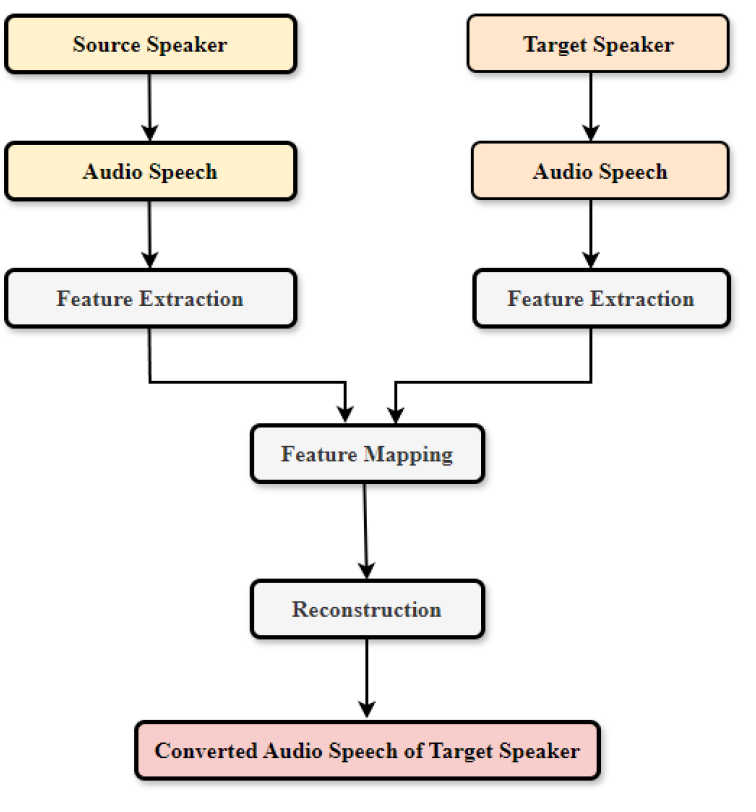 Source Speaker
Target Speaker
Audio Speech
Audio Speech
Feature Extraction
Feature Extraction
Feature Mapping
Reconstruction
Converted Audio Speech of Target Speaker